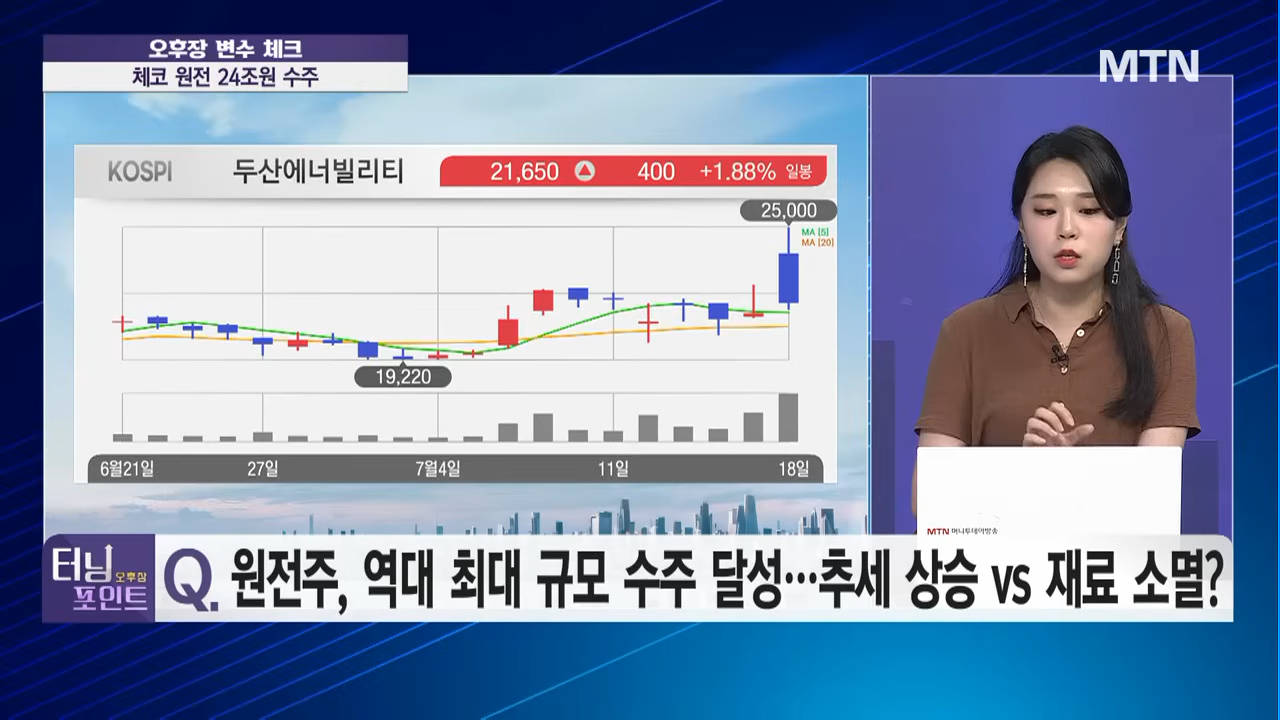 오후장 변수 체크
체코 원전 24조원 수주
MTN
KOSPI 두산에너빌리티 21,650 400 +1.88% 일봉
25,000
MA [5]
MA [20]
19,220
6월21일 27일 7월4일 11일 18일
MTN 머니투데이방송
터닝 오후장
포인트
Q. 원전주, 역대 최대 규모 수주 달성…추세 상승 vs 재료 소멸?